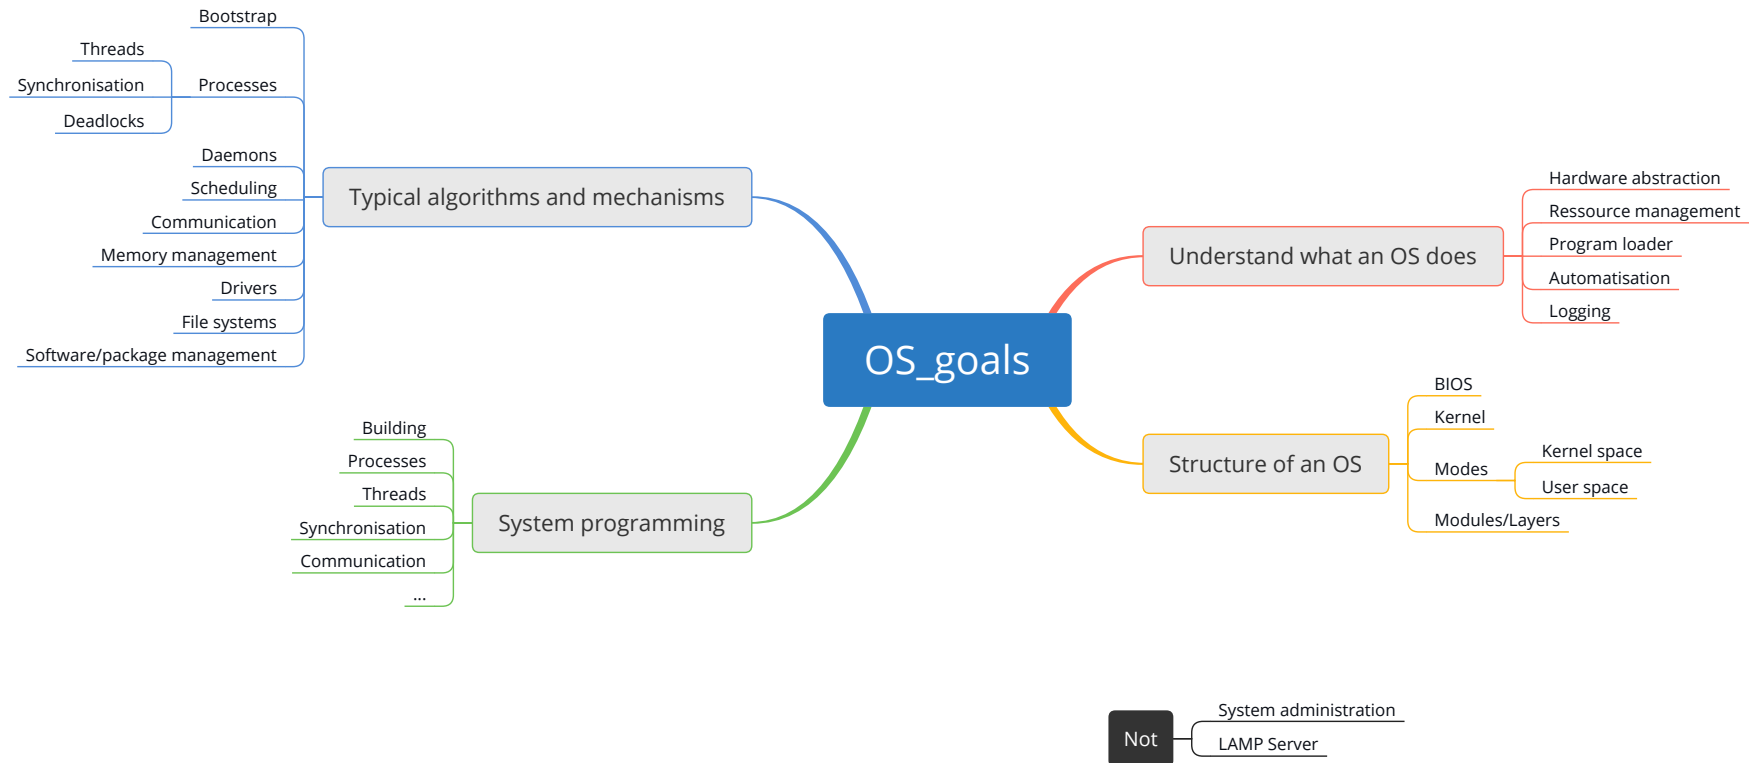 OS_goals
Understand what an OS does
Hardware abstraction
Ressource management
Program loader
Automatisation
Logging
Structure of an OS
BIOS
Kernel
Modes
Kernel space
User space
Modules/Layers
Typical algorithms and mechanisms
Bootstrap
Processes
Threads
Synchronisation
Deadlocks
Daemons
Scheduling
Communication
Memory management
Drivers
File systems
Software/package management
System programming
Building
Processes
Threads
Synchronisation
Communication
...
Not
System administration
LAMP Server